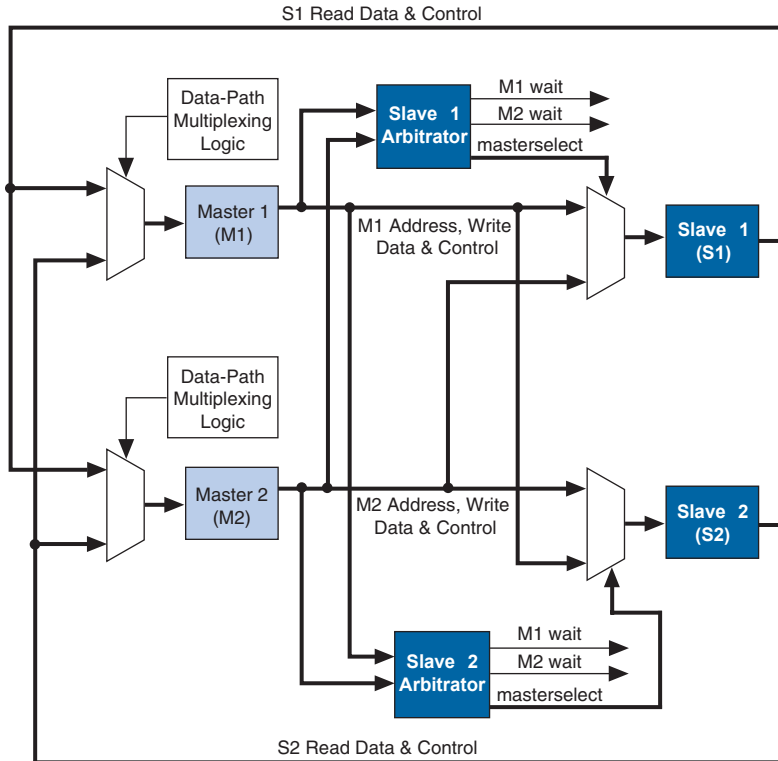 S1 Read Data & Control
Data-Path
Multiplexing
Logic
Slave 1
Arbitrator
M1 wait
M2 wait
masterselect
Master 1
(M1)
M1 Address, Write
Data & Control
Slave 1
(S1)
Data-Path
Multiplexing
Logic
Master 2
(M2)
M2 Address, Write
Data & Control
Slave 2
(S2)
Slave 2
Arbitrator
M1 wait
M2 wait
masterselect
S2 Read Data & Control